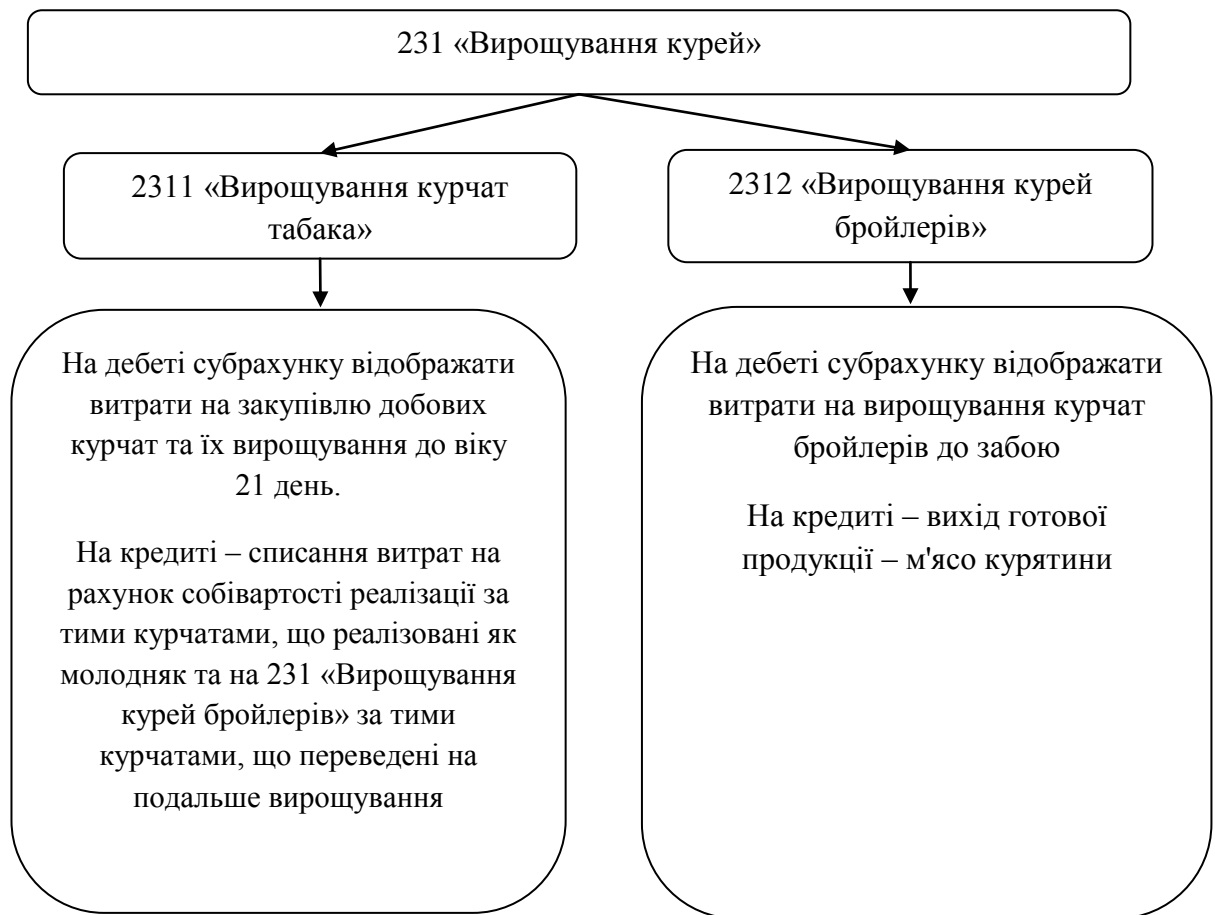 231 «Вирощування курей»
2311 «Вирощування курчат
табака»
2312 «Вирощування курей
бройлерів»
На дебеті субрахунку відображати
витрати на закупівлю добових
курчат та їх вирощування до віку
21 день.
На кредиті – списання витрат на
рахунок собівартості реалізації за
тими курчатами, що реалізовані як
молодняк та на 231 «Вирощування
курей бройлерів» за тими
курчатами, що переведені на
подальше вирощування
На дебеті субрахунку відображати
витрати на вирощування курчат
бройлерів до забою
На кредиті – вихід готової
продукції – м'ясо курятини